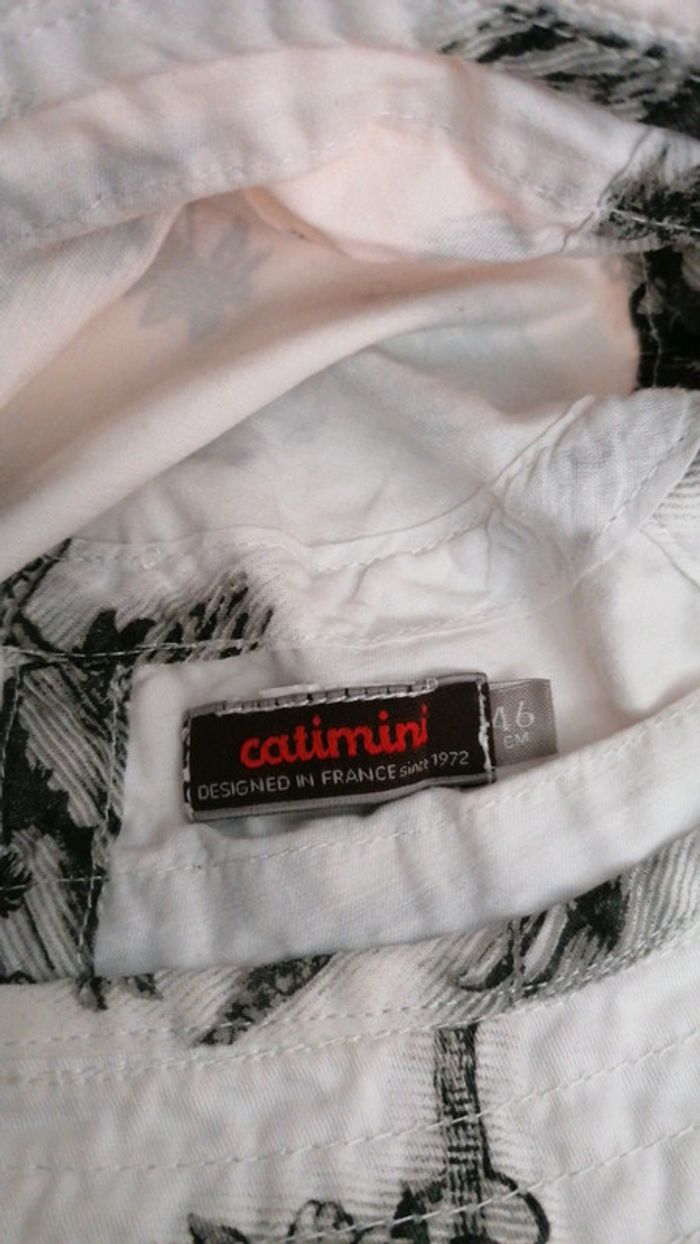 catimini
DESIGNED IN FRANCE since 1972
46
CM